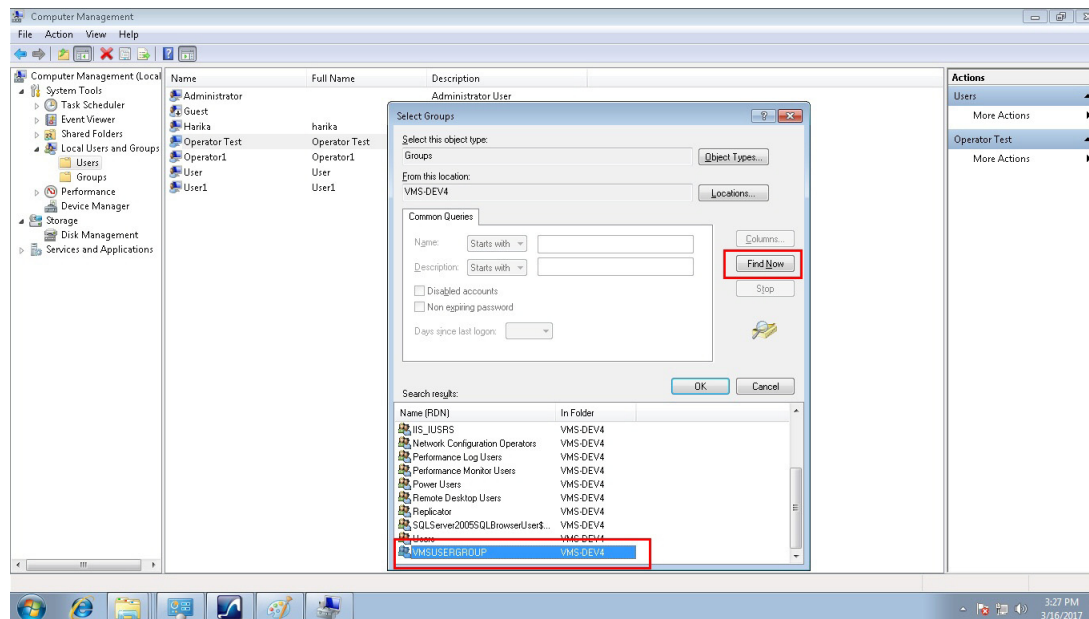 Computer Management
File Action View Help
Computer Management (Local
System Tools
Task Scheduler
Event Viewer
Shared Folders
Local Users and Groups
Users
Groups
Performance
Device Manager
Storage
Disk Management
Services and Applications
Name Full Name Description
Administrator Administrator User
Guest
Harika harika
Operator Test Operator Test
Operator1 Operator1
User User
User1 User1
Select Groups
Select this object type:
Groups Object Types...
From this location:
VMS-DEV4 Locations...
Common Queries
Name: Starts with
Columns...
Description: Starts with
Find Now
Disabled accounts
Stop
Non expiring password
Days since last logon:
OK Cancel
Search results:
Name (RDN) In Folder
IIS_IUSRS VMS-DEV4
Network Configuration Operators VMS-DEV4
Performance Log Users VMS-DEV4
Performance Monitor Users VMS-DEV4
Power Users VMS-DEV4
Remote Desktop Users VMS-DEV4
Replicator VMS-DEV4
SQLServer2005SQLBrowserUser$... VMS-DEV4
Users VMS-DEV4
VMSUSERGROUP VMS-DEV4
Actions
Users
More Actions
Operator Test
More Actions
3:27 PM
3/16/2017